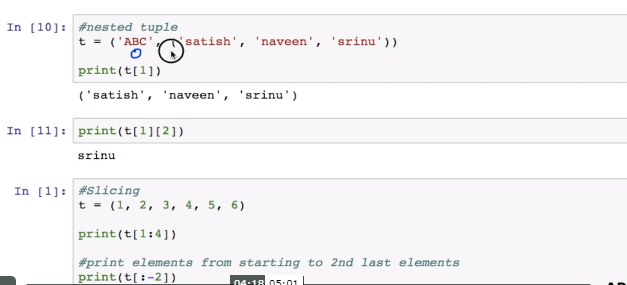 In [10]: #nested tuple
t = ('ABC', ('satish', 'naveen', 'srinu'))
print(t[1])
('satish', 'naveen', 'srinu')
In [11]: print(t[1][2])
srinu
In [1]: #Slicing
t = (1, 2, 3, 4, 5, 6)
print(t[1:4])
#print elements from starting to 2nd last elements
print(t[:-2])
04:18 05:01